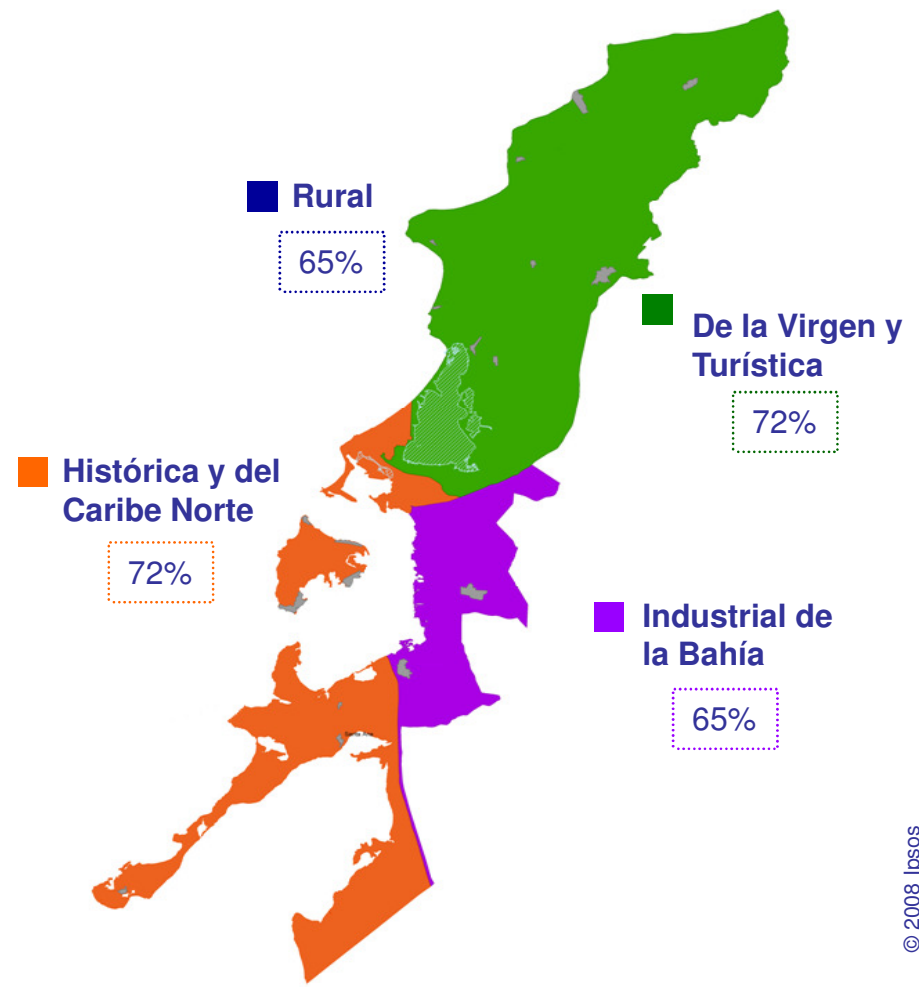 Rural
65%
De la Virgen y
Turística
72%
Histórica y del
Caribe Norte
72%
Industrial de
la Bahía
65%
© 2008 Ipsos